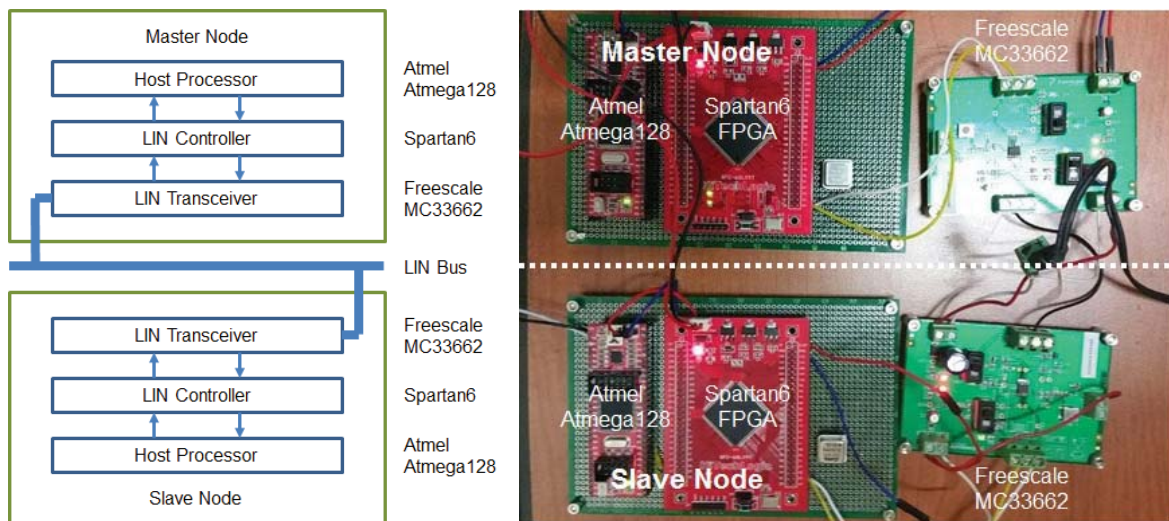 Master Node
Host Processor
LIN Controller
LIN Transceiver
Atmel
Atmega128
Spartan6
Freescale
MC33662
LIN Bus
LIN Transceiver
LIN Controller
Host Processor
Slave Node
Freescale
MC33662
Spartan6
Atmel
Atmega128
Master Node
Atmel
Atmega128
Spartan6
FPGA
Freescale
MC33662
Atmel
Atmega128
Spartan6
FPGA
Slave Node
Freescale
MC33662